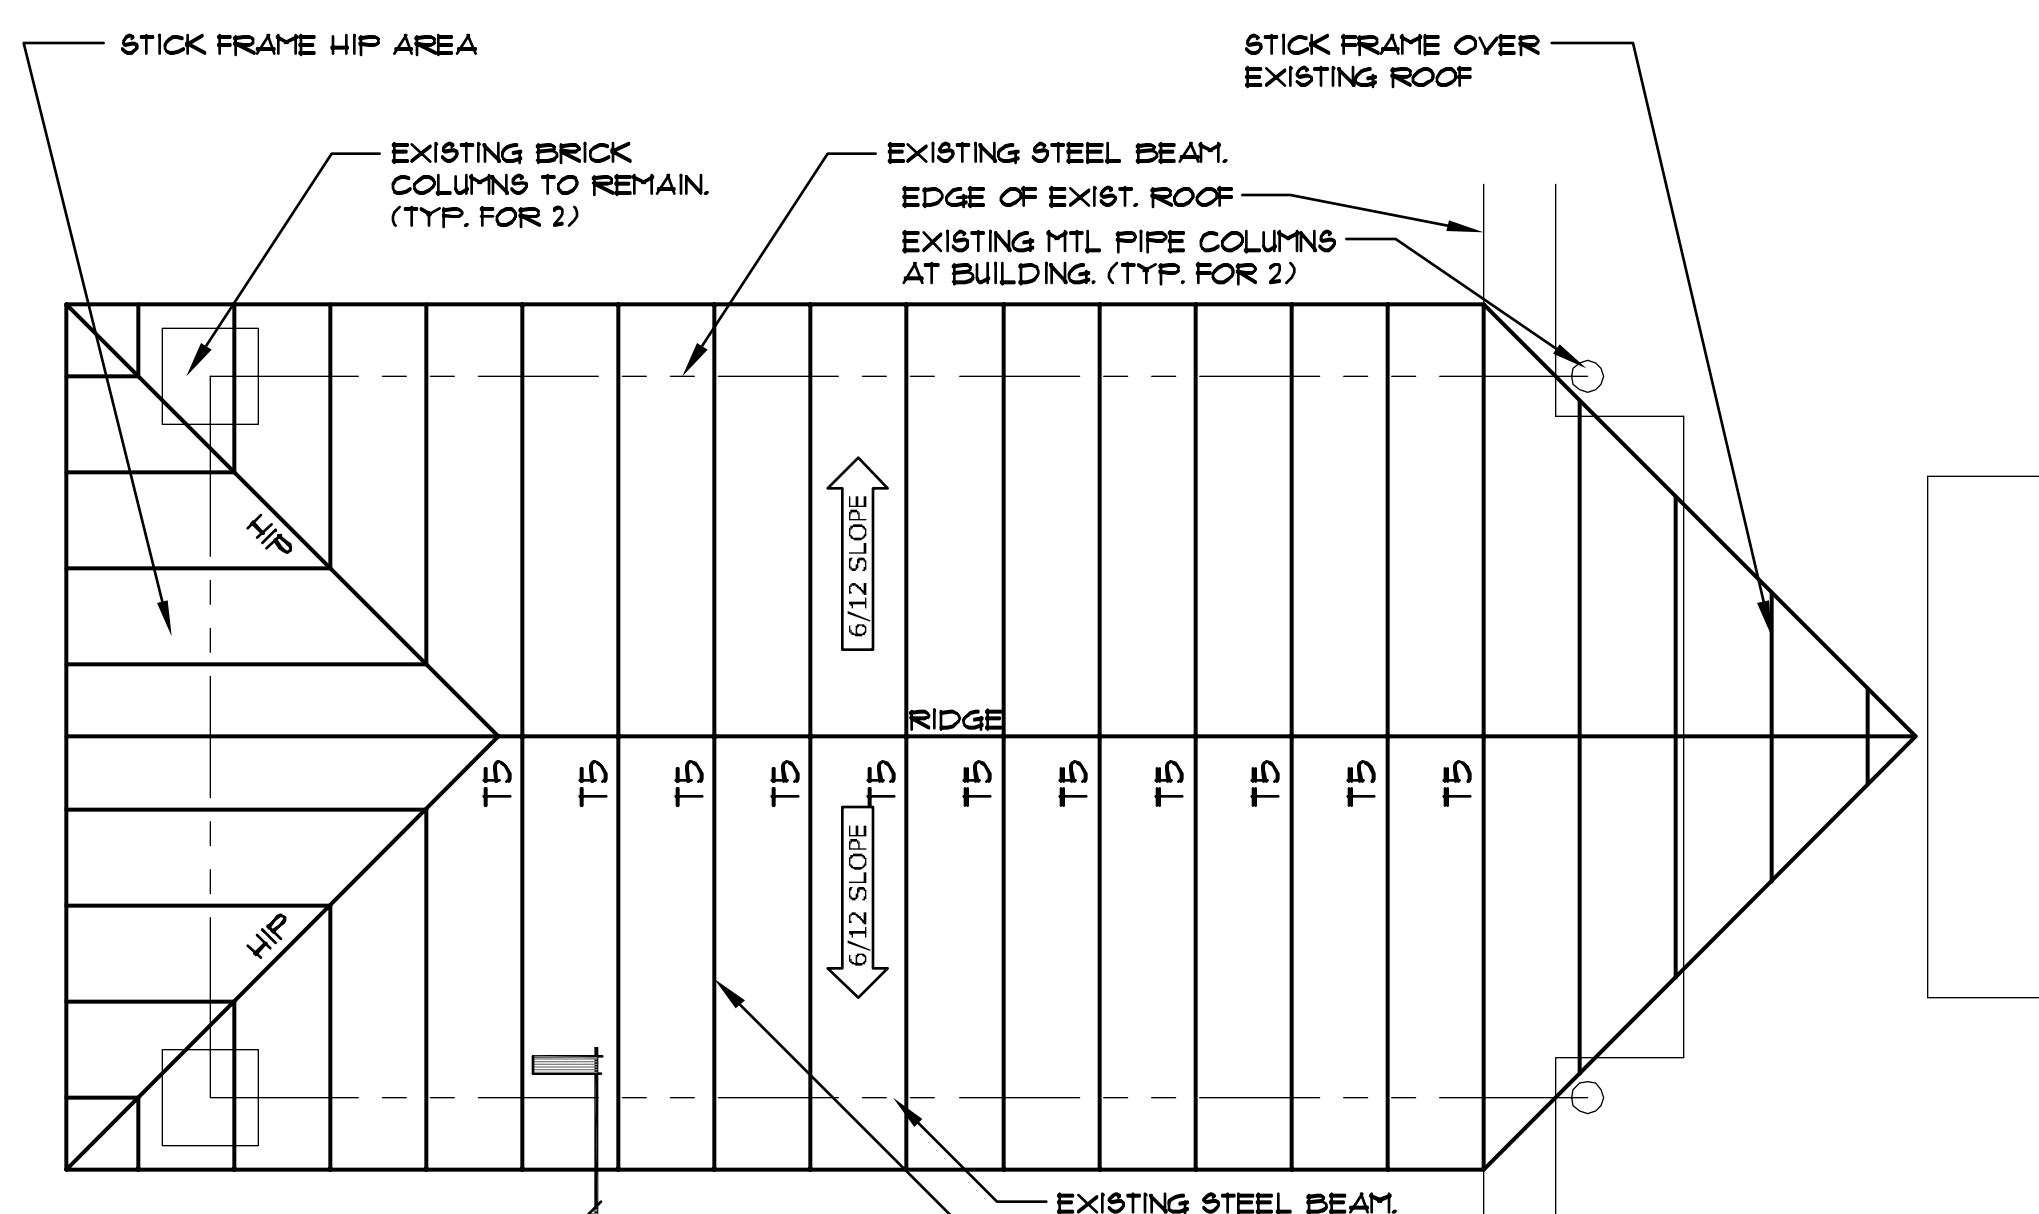 STICK FRAME HIP AREA
STICK FRAME OVER
EXISTING ROOF
EXISTING BRICK
COLUMNS TO REMAIN.
(TYP. FOR 2)
EXISTING STEEL BEAM.
EDGE OF EXIST. ROOF
EXISTING MTL PIPE COLUMNS
AT BUILDING. (TYP. FOR 2)
HIP
6/12 SLOPE
RIDGE
T5
T5
T5
T5
T5
T5
T5
T5
T5
T5
T5
6/12 SLOPE
HIP
EXISTING STEEL BEAM.